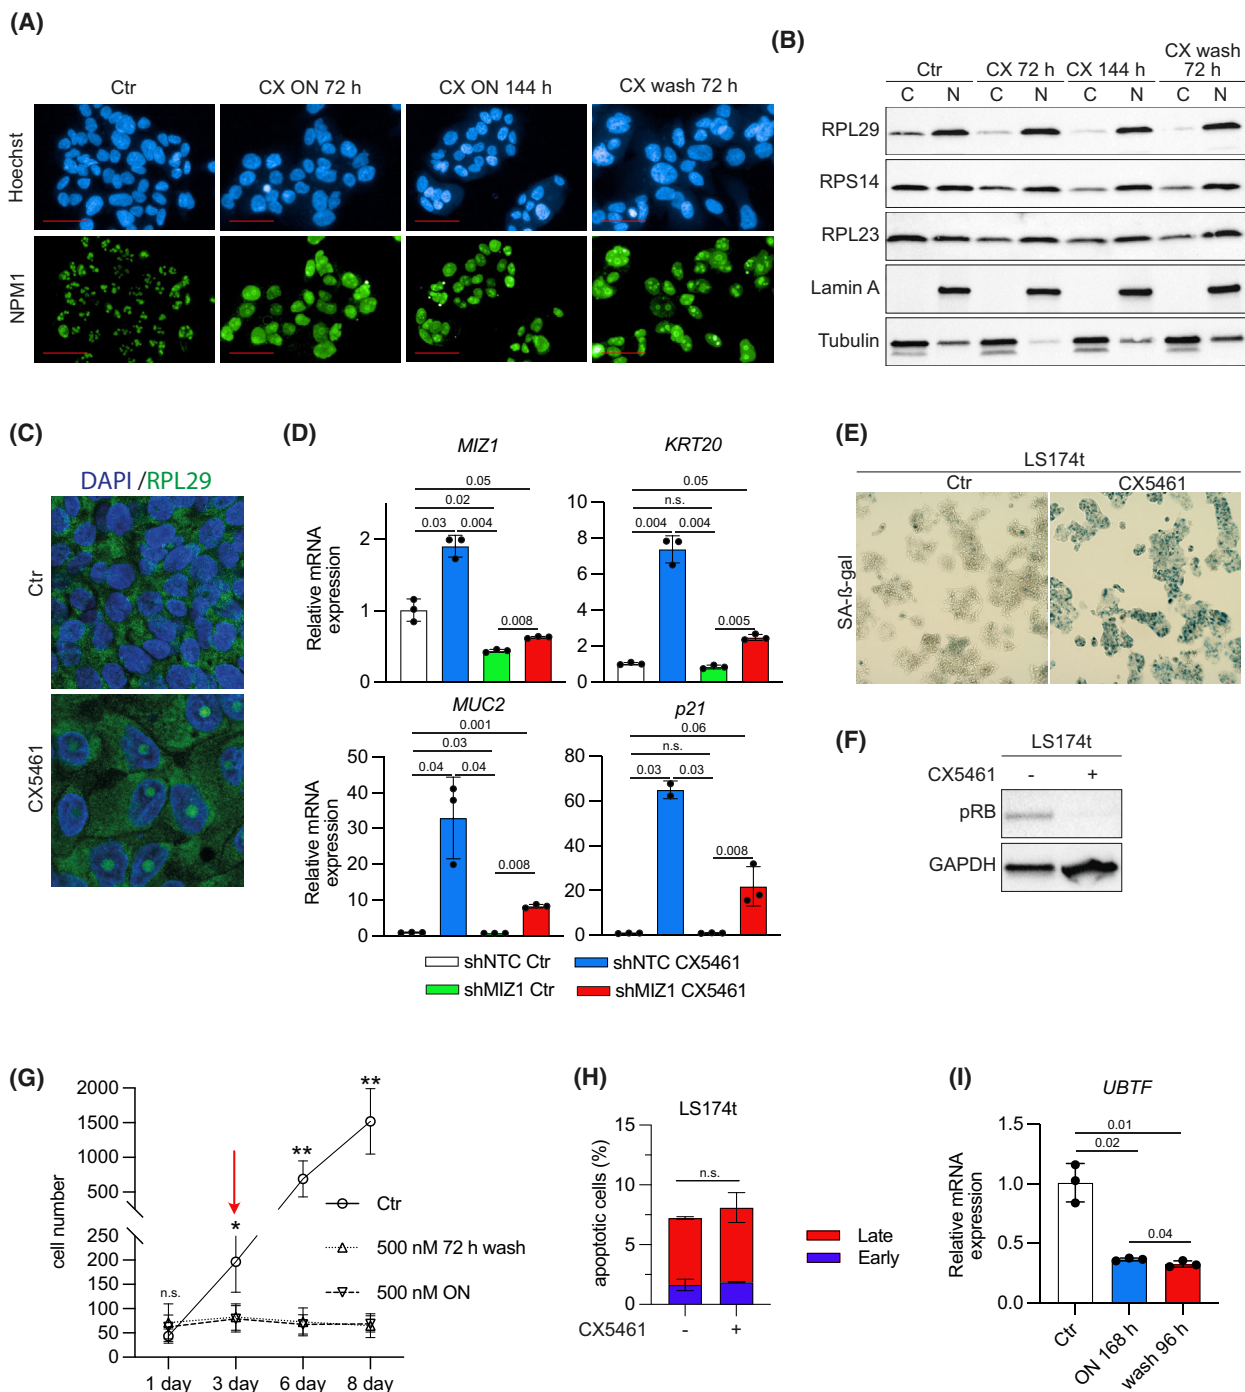 (A)
Ctr
CX ON 72 h
CX ON 144 h
CX wash 72 h
Hoechst
NPM1
(B)
Ctr
CX 72 h
CX 144 h
CX wash
72 h
C N C N C N C N
RPL29
RPS14
RPL23
Lamin A
Tubulin
(C)
DAPI /RPL29
Ctr
CX5461
(D)
MIZ1
Relative mRNA
expression
2
1
0
0.05
0.02
0.03 0.004
0.008
KRT20
10
8
6
4
2
0
0.05
n.s.
0.004 0.004
0.005
MUC2
Relative mRNA
expression
50
40
30
20
10
0
0.001
0.03
0.04 0.04
0.008
p21
80
60
40
20
0
0.06
n.s.
0.03 0.03
0.008
shNTC Ctr
shNTC CX5461
shMIZ1 Ctr
shMIZ1 CX5461
(E)
LS174t
Ctr
CX5461
SA-ß-gal
(F)
LS174t
CX5461 - +
pRB
GAPDH
(G)
cell number
2000
1500
1000
500
250
200
150
100
50
0
n.s.
*
**
**
Ctr
500 nM 72 h wash
500 nM ON
1 day 3 day 6 day 8 day
(H)
LS174t
apoptotic cells (%)
15
10
5
0
n.s.
CX5461 - +
Late
Early
(I)
UBTF
Relative mRNA
expression
1.5
1.0
0.5
0.0
0.01
0.02
0.04
Ctr
ON 168 h
wash 96 h